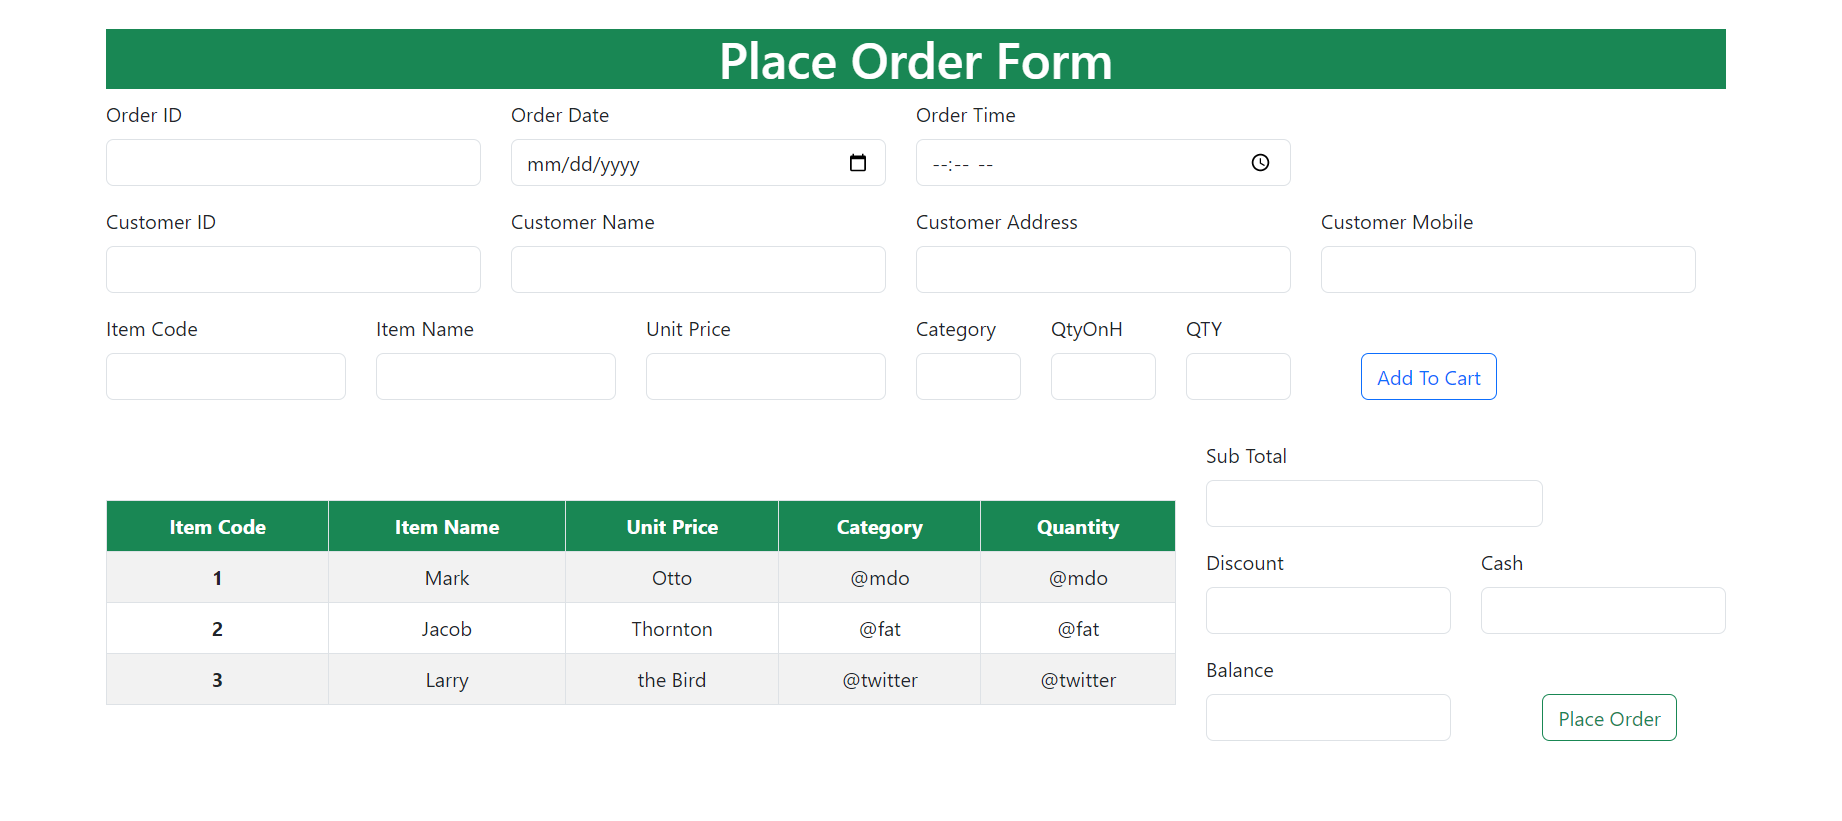 Place Order Form
Order ID Order Date Order Time
mm/dd/yyyy --:-- --
Customer ID Customer Name Customer Address Customer Mobile
Item Code Item Name Unit Price Category QtyOnH QTY
Add To Cart
Item Code Item Name Unit Price Category Quantity
1 Mark Otto @mdo @mdo
2 Jacob Thornton @fat @fat
3 Larry the Bird @twitter @twitter
Sub Total
Discount Cash
Balance
Place Order